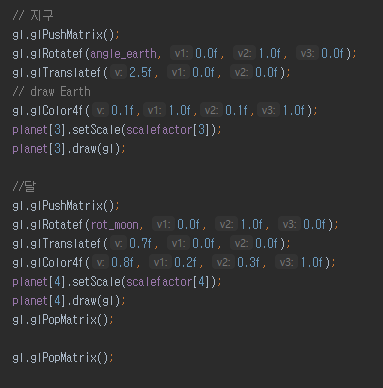 // 지구
gl.glPushMatrix();
gl.glRotatef(angle_earth, v1: 0.0f, v2: 1.0f, v3: 0.0f);
gl.glTranslatef( v: 2.5f, v1: 0.0f, v2: 0.0f);
// draw Earth
gl.glColor4f( v: 0.1f, v1: 1.0f, v2: 0.1f, v3: 1.0f);
planet[3].setScale(scalefactor[3]);
planet[3].draw(gl);
//달
gl.glPushMatrix();
gl.glRotatef(rot_moon, v1: 0.0f, v2: 1.0f, v3: 0.0f);
gl.glTranslatef( v: 0.7f, v1: 0.0f, v2: 0.0f);
gl.glColor4f( v: 0.8f, v1: 0.2f, v2: 0.3f, v3: 1.0f);
planet[4].setScale(scalefactor[4]);
planet[4].draw(gl);
gl.glPopMatrix();
gl.glPopMatrix();